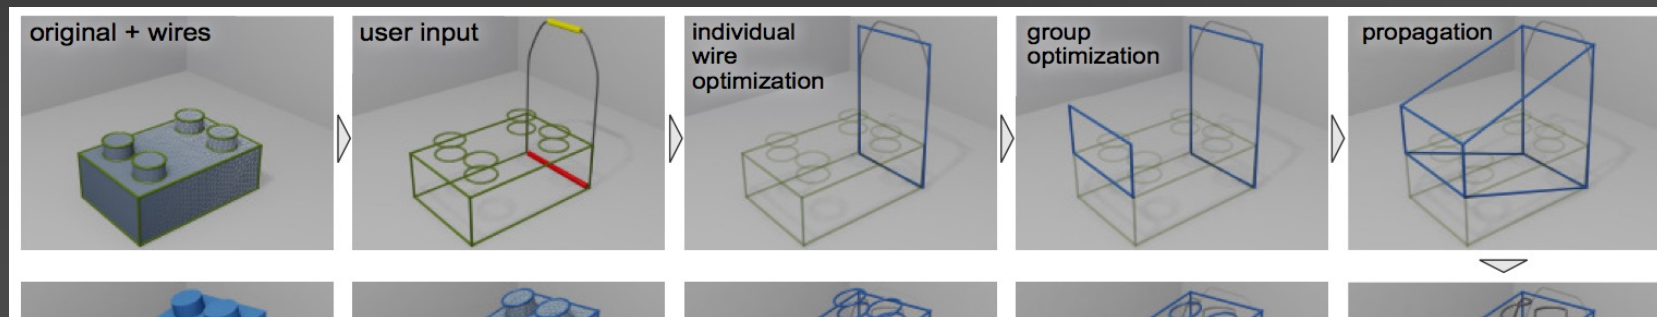 original + wires
user input
individual
wire
optimization
group
optimization
propagation